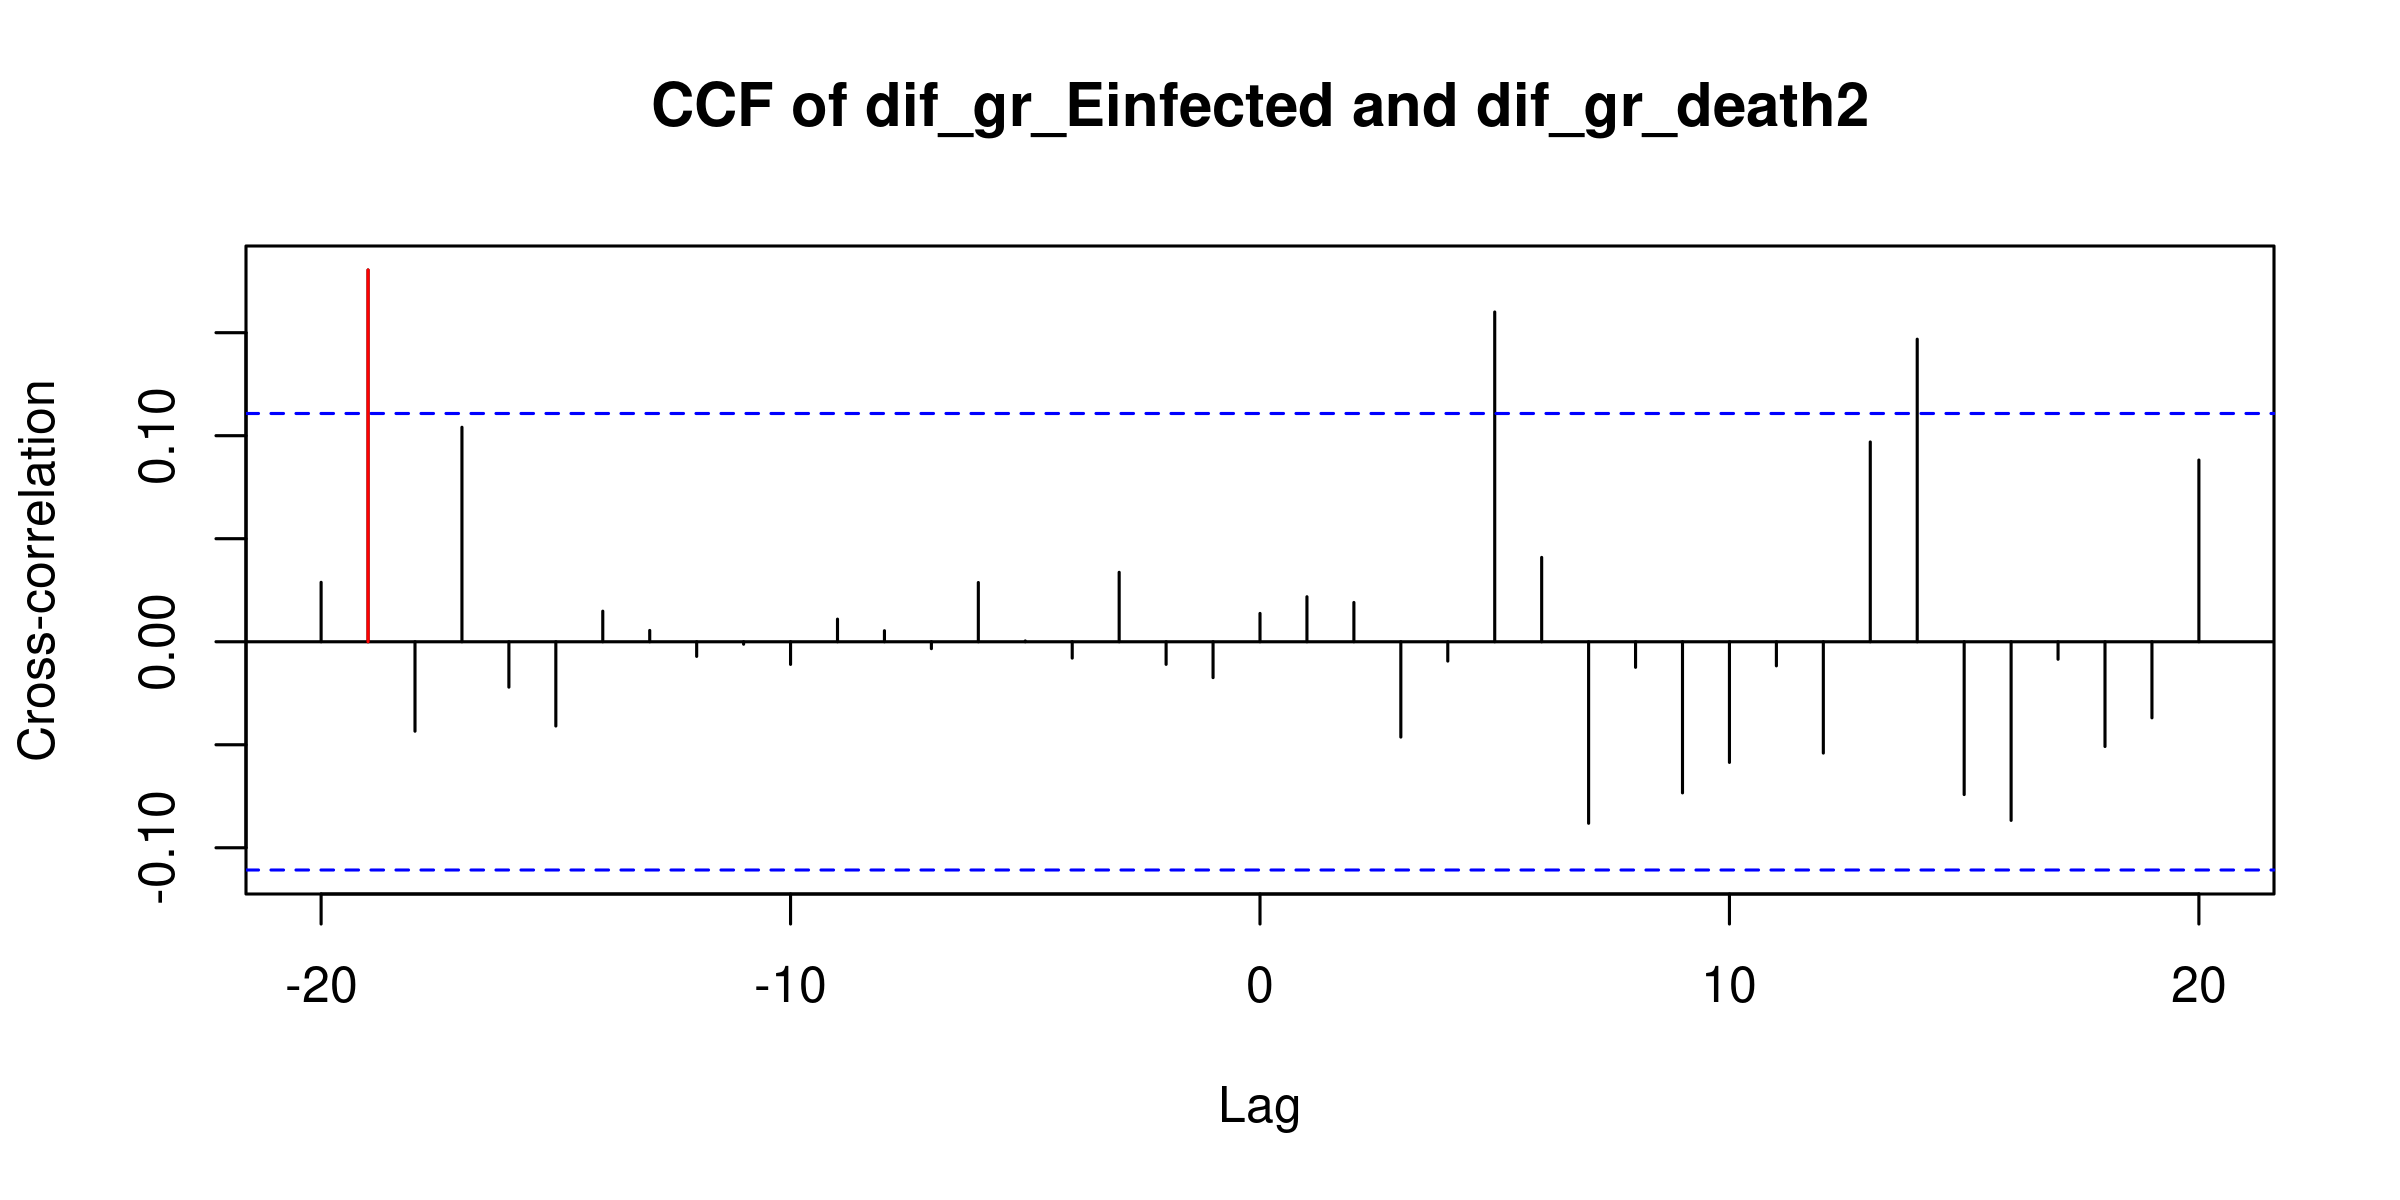 CCF of dif_gr_Einfected and dif_gr_death2
Cross-correlation
0.10
0.00
-0.10
-20 -10 0 10 20
Lag